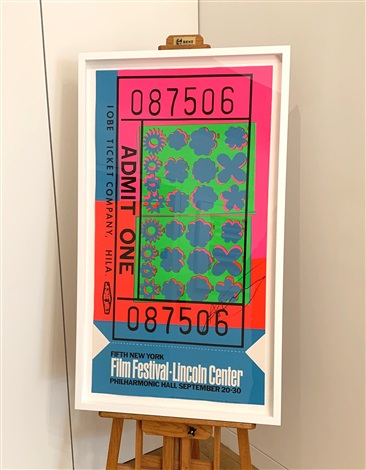 087506
ADMIT ONE
IOBE TICKET COMPANY, HILA.
087506
FIFTH NEW YORK
Film Festival-Lincoln Center
PHILHARMONIC HALL SEPTEMBER 20-30